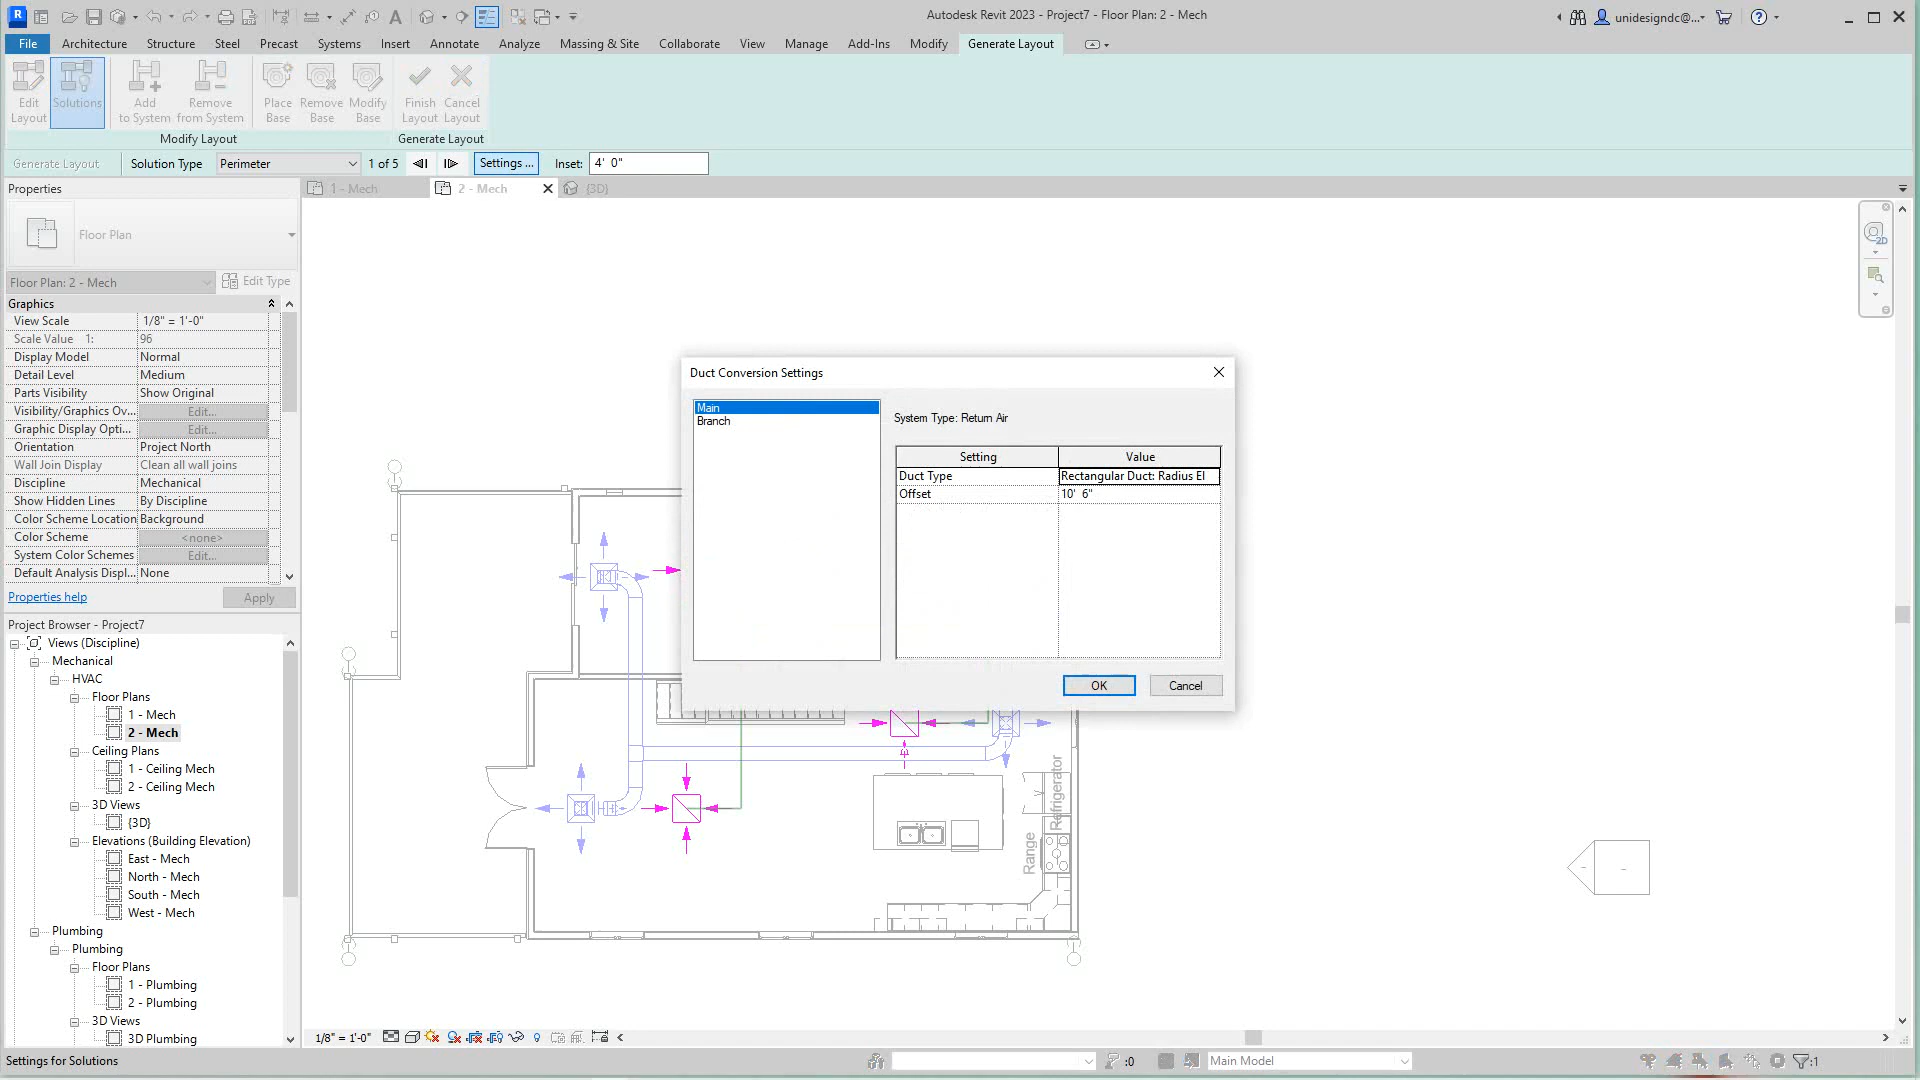 Autodesk Revit 2023 - Project7 - Floor Plan: 2 - Mech
unidesigndc@...
File Architecture Structure Steel Precast Systems Insert Annotate Analyze Massing & Site Collaborate View Manage Add-Ins Modify Generate Layout
Edit Layout
Solutions
Add to System
Remove from System
Place Base
Remove Base
Modify Base
Finish Layout
Cancel Layout
Modify Layout
Generate Layout
Generate Layout Solution Type Perimeter 1 of 5 Settings ... Inset: 4' 0"
Properties
1 - Mech
2 - Mech
{3D}
Floor Plan
Floor Plan: 2 - Mech Edit Type
Graphics
View Scale 1/8" = 1'-0"
Scale Value 1: 96
Display Model Normal
Detail Level Medium
Parts Visibility Show Original
Visibility/Graphics Ov... Edit...
Graphic Display Opti... Edit...
Orientation Project North
Wall Join Display Clean all wall joins
Discipline Mechanical
Show Hidden Lines By Discipline
Color Scheme Location Background
Color Scheme <none>
System Color Schemes Edit...
Default Analysis Displ... None
Properties help Apply
Project Browser - Project7
Views (Discipline)
Mechanical
HVAC
Floor Plans
1 - Mech
2 - Mech
Ceiling Plans
1 - Ceiling Mech
2 - Ceiling Mech
3D Views
{3D}
Elevations (Building Elevation)
East - Mech
North - Mech
South - Mech
West - Mech
Plumbing
Plumbing
Floor Plans
1 - Plumbing
2 - Plumbing
3D Views
3D Plumbing
Duct Conversion Settings
Main
Branch
System Type: Return Air
Setting Value
Duct Type Rectangular Duct: Radius El
Offset 10' 6"
OK Cancel
Refrigerator
Range
2D
1/8" = 1'-0"
Settings for Solutions
:0
Main Model
:1